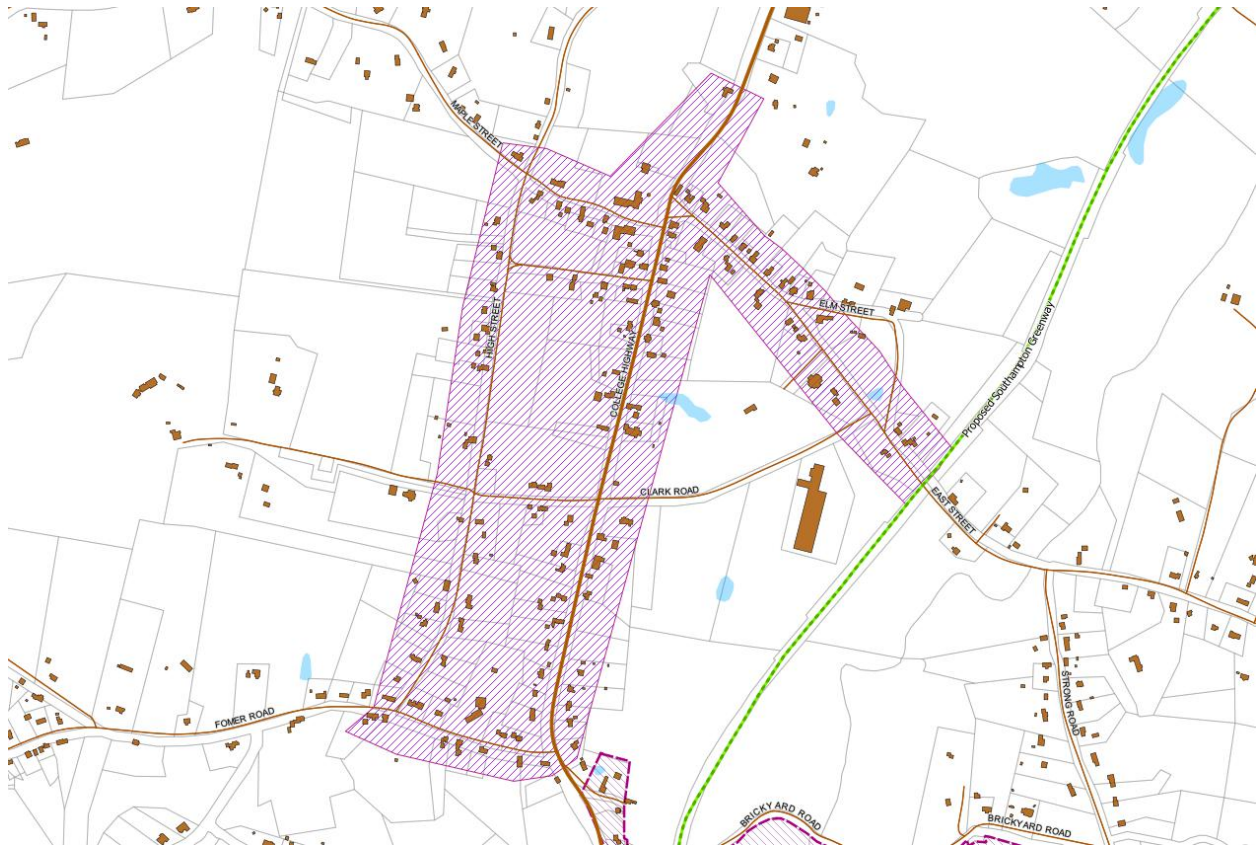 MAPLE STREET
ELM STREET
HIGH STREET
COLLEGE HIGHWAY
Proposed Southampton Greenway
CLARK ROAD
EAST STREET
FOMER ROAD
STRONG ROAD
BRICKYARD ROAD
BRICKYARD ROAD